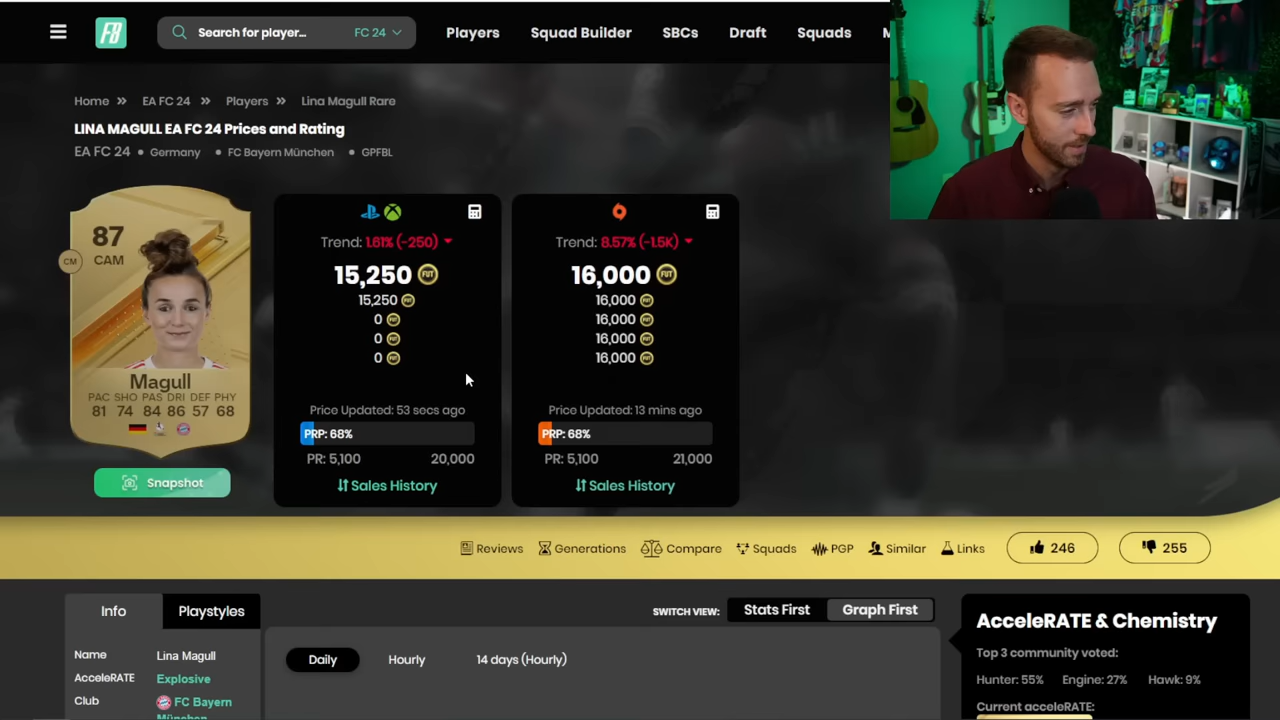 FB
Search for player...
FC 24
Players
Squad Builder
SBCs
Draft
Squads
Home » EA FC 24 » Players » Lina Magull Rare
LINA MAGULL EA FC 24 Prices and Rating
EA FC 24 • Germany • FC Bayern München • GPFBL
87
CAM
CM
Magull
PAC SHO PAS DRI DEF PHY
81 74 84 86 57 68
Snapshot
Trend: 1.61% (-250)
15,250 FUT
15,250
0
0
0
Price Updated: 53 secs ago
PRP: 68%
PR: 5,100 20,000
Sales History
Trend: 8.57% (-1.5K)
16,000 FUT
16,000
16,000
16,000
16,000
Price Updated: 13 mins ago
PRP: 68%
PR: 5,100 21,000
Sales History
Reviews
Generations
Compare
Squads
PGP
Similar
Links
246
255
Info
Playstyles
Name Lina Magull
AcceleRATE Explosive
Club FC Bayern
München
SWITCH VIEW:
Stats First
Graph First
Daily
Hourly
14 days (Hourly)
AcceleRATE & Chemistry
Top 3 community voted:
Hunter: 55% Engine: 27% Hawk: 9%
Current acceleRATE: